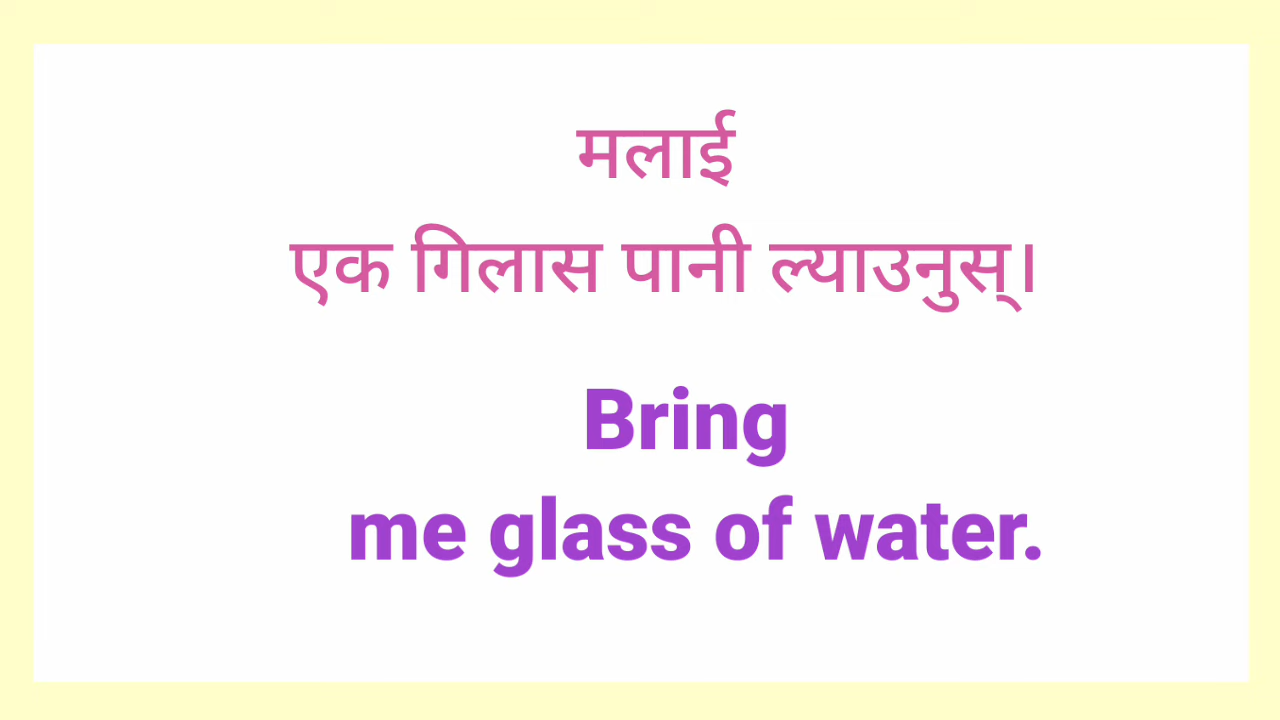 मलाई
एक गिलास पानी ल्याउनुस्।
Bring
me glass of water.